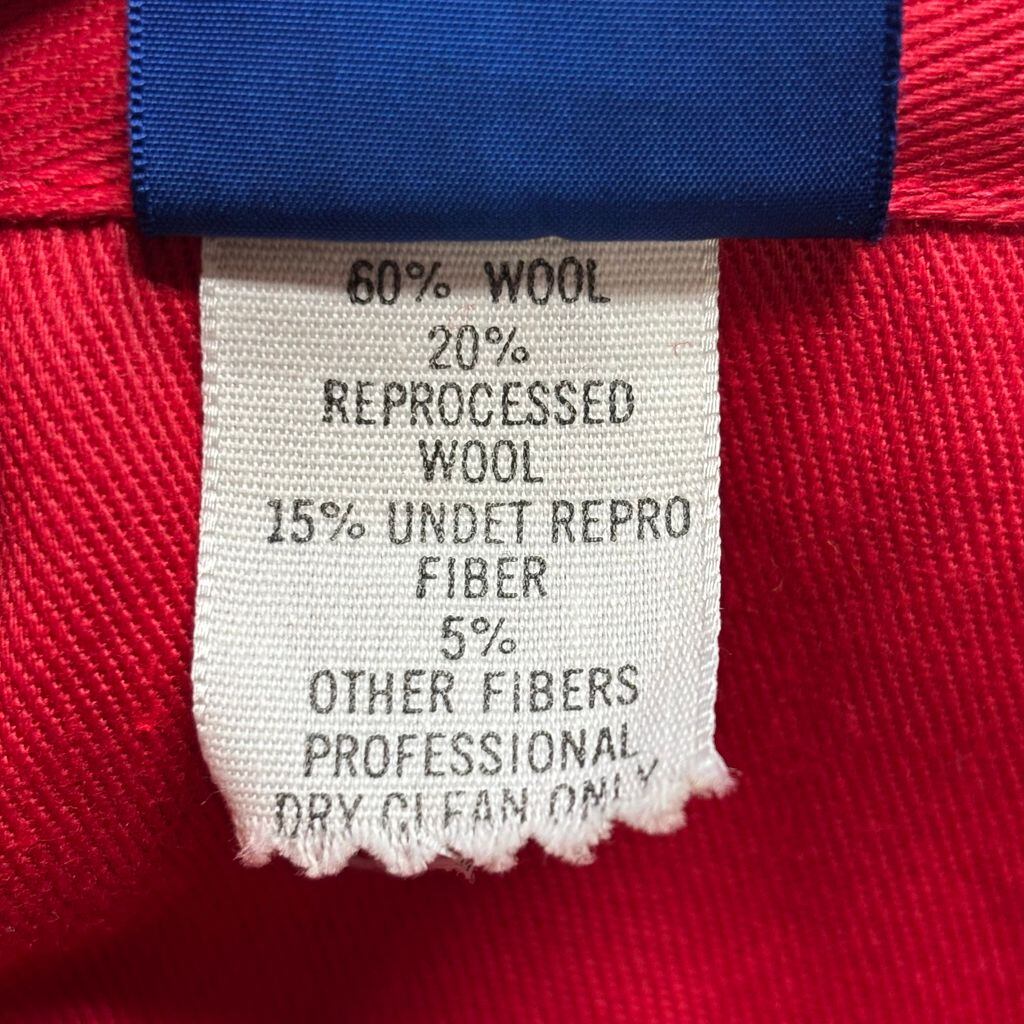 60% WOOL
20%
REPROCESSED
WOOL
15% UNDET REPRO
FIBER
5%
OTHER FIBERS
PROFESSIONAL
DRY CLEAN ONLY